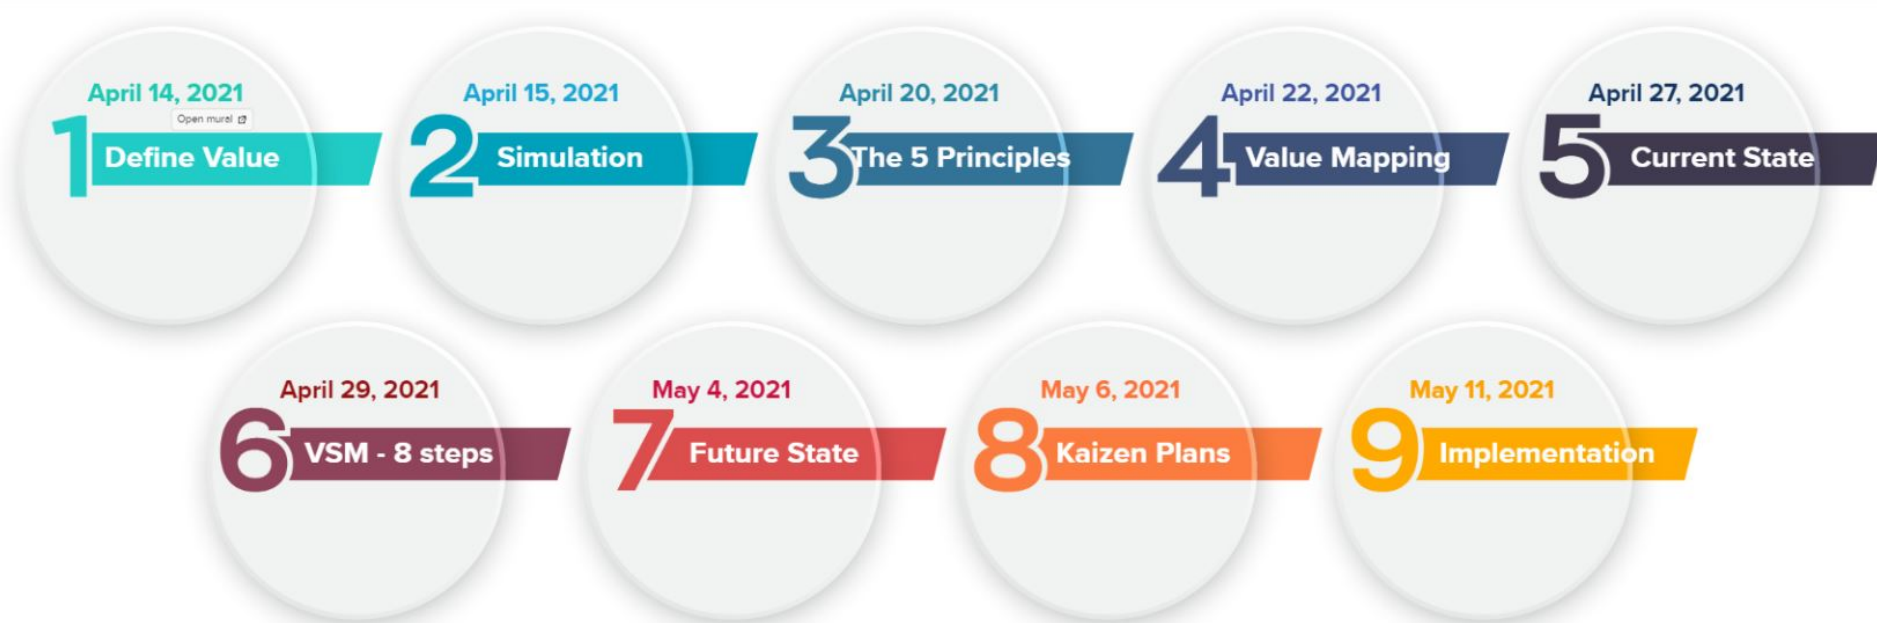 April 14, 2021
Open mural
1
Define Value
April 15, 2021
2
Simulation
April 20, 2021
3
The 5 Principles
April 22, 2021
4
Value Mapping
April 27, 2021
5
Current State
April 29, 2021
6
VSM - 8 steps
May 4, 2021
7
Future State
May 6, 2021
8
Kaizen Plans
May 11, 2021
9
Implementation